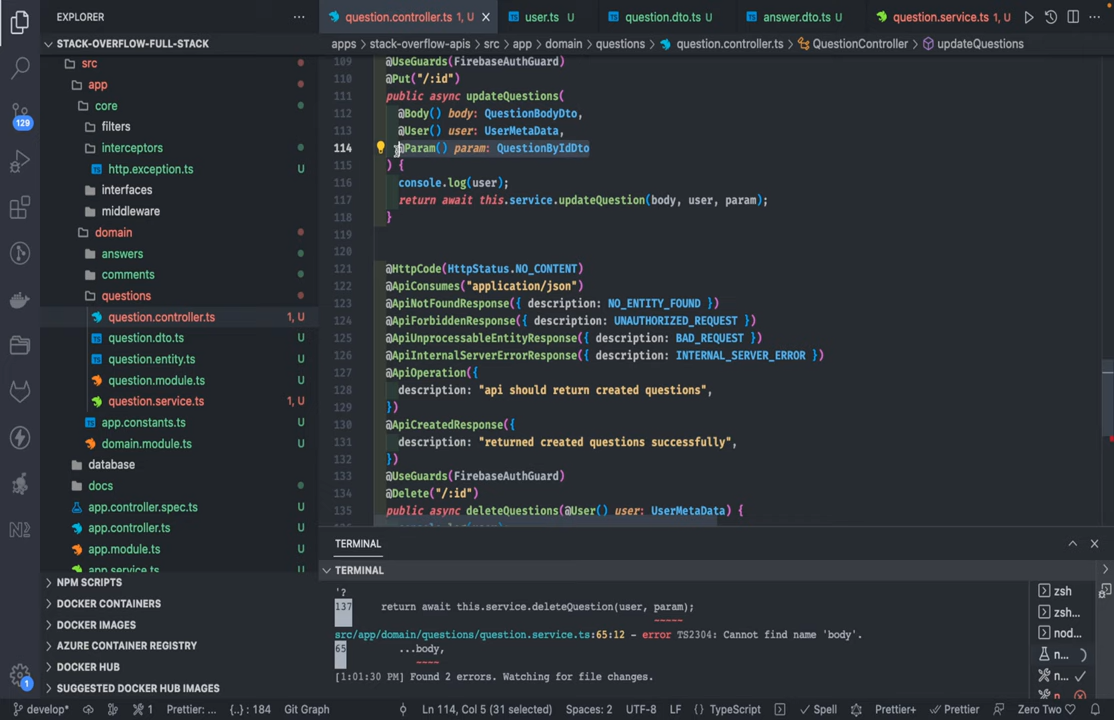 EXPLORER
question.controller.ts 1, U
user.ts U
question.dto.ts U
answer.dto.ts U
question.service.ts 1, U
STACK-OVERFLOW-FULL-STACK
apps > stack-overflow-apis > src > app > domain > questions > question.controller.ts > QuestionController > updateQuestions
src
app
core
filters
interceptors
http.exception.ts U
interfaces
middleware
domain
answers
comments
questions
question.controller.ts 1, U
question.dto.ts U
question.entity.ts U
question.module.ts U
question.service.ts 1, U
app.constants.ts U
domain.module.ts U
database
docs
app.controller.spec.ts U
app.controller.ts U
app.module.ts U
app.service.ts U
NPM SCRIPTS
DOCKER CONTAINERS
DOCKER IMAGES
AZURE CONTAINER REGISTRY
DOCKER HUB
SUGGESTED DOCKER HUB IMAGES
129
1
109 @UseGuards(FirebaseAuthGuard)
110 @Put("/:id")
111 public async updateQuestions(
112 @Body() body: QuestionBodyDto,
113 @User() user: UserMetaData,
114 @Param() param: QuestionByIdDto
115 ) {
116 console.log(user);
117 return await this.service.updateQuestion(body, user, param);
118 }
119
120
121 @HttpCode(HttpStatus.NO_CONTENT)
122 @ApiConsumes("application/json")
123 @ApiNotFoundResponse({ description: NO_ENTITY_FOUND })
124 @ApiForbiddenResponse({ description: UNAUTHORIZED_REQUEST })
125 @ApiUnprocessableEntityResponse({ description: BAD_REQUEST })
126 @ApiInternalServerErrorResponse({ description: INTERNAL_SERVER_ERROR })
127 @ApiOperation({
128 description: "api should return created questions",
129 })
130 @ApiCreatedResponse({
131 description: "returned created questions successfully",
132 })
133 @UseGuards(FirebaseAuthGuard)
134 @Delete("/:id")
135 public async deleteQuestions(@User() user: UserMetaData) {
TERMINAL
TERMINAL
'?
137 return await this.service.deleteQuestion(user, param);
~~~~~
src/app/domain/questions/question.service.ts:65:12 - error TS2304: Cannot find name 'body'.
65 ...body,
~~~~
[1:01:30 PM] Found 2 errors. Watching for file changes.
zsh
zsh...
node...
n...
n...
n...
develop*
1
Prettier: ...
{..} : 184
Git Graph
Ln 114, Col 5 (31 selected)
Spaces: 2
UTF-8
LF
TypeScript
Spell
Prettier+
Zero Two
Prettier